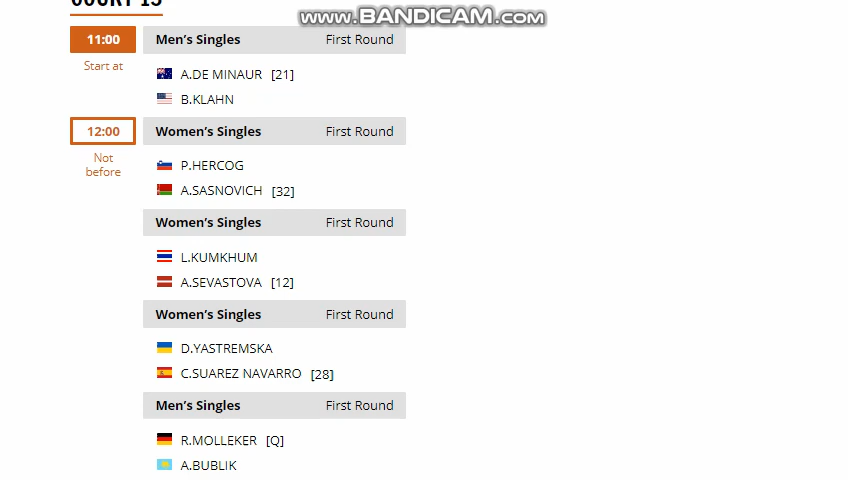 COURT 13
www.BANDICAM.com
11:00
Men's Singles First Round
Start at
A.DE MINAUR [21]
B.KLAHN
12:00
Women's Singles First Round
Not
before
P.HERCOG
A.SASNOVICH [32]
Women's Singles First Round
L.KUMKHUM
A.SEVASTOVA [12]
Women's Singles First Round
D.YASTREMSKA
C.SUAREZ NAVARRO [28]
Men's Singles First Round
R.MOLLEKER [Q]
A.BUBLIK